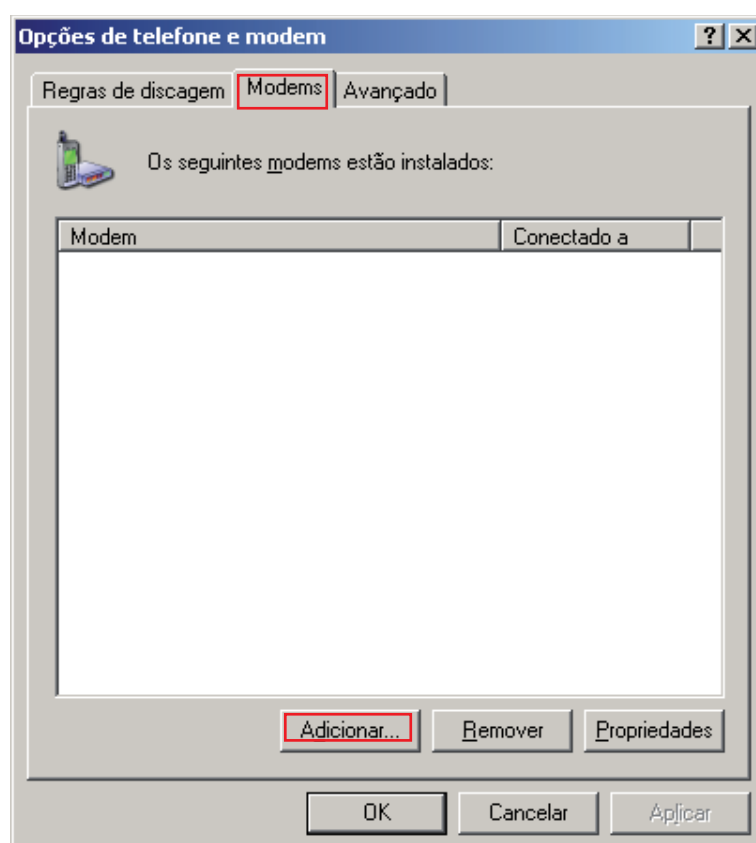 Opções de telefone e modem
Regras de discagem Modems Avançado
Os seguintes modems estão instalados:
Modem Conectado a
Adicionar... Remover Propriedades
OK Cancelar Aplicar